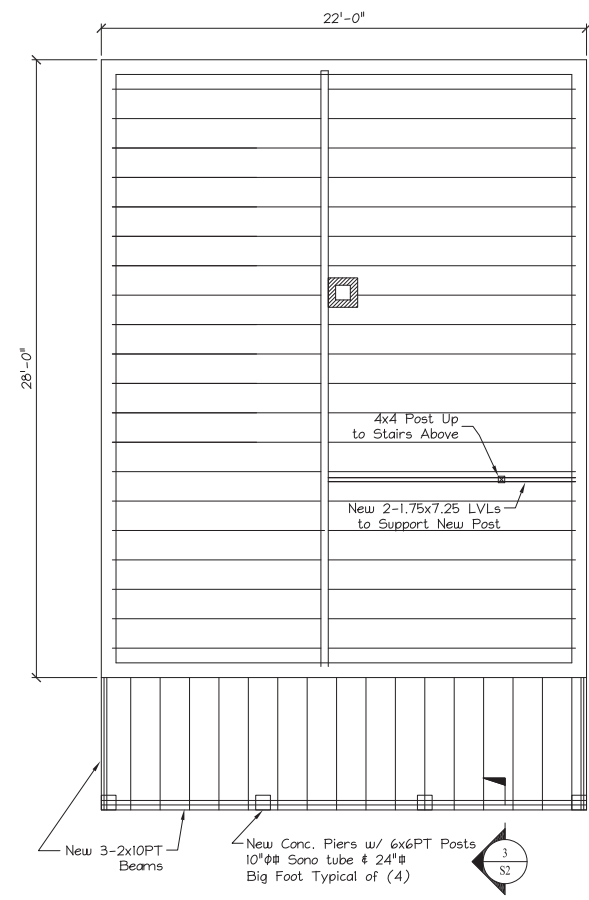 22'-0"
28'-0"
4x4 Post Up
to Stairs Above
New 2-1.75x7.25 LVLs
to Support New Post
New 3-2x10PT
Beams
New Conc. Piers w/ 6x6PT Posts
10"ϕϕ Sono tube & 24"ϕ
Big Foot Typical of (4)
3
S2